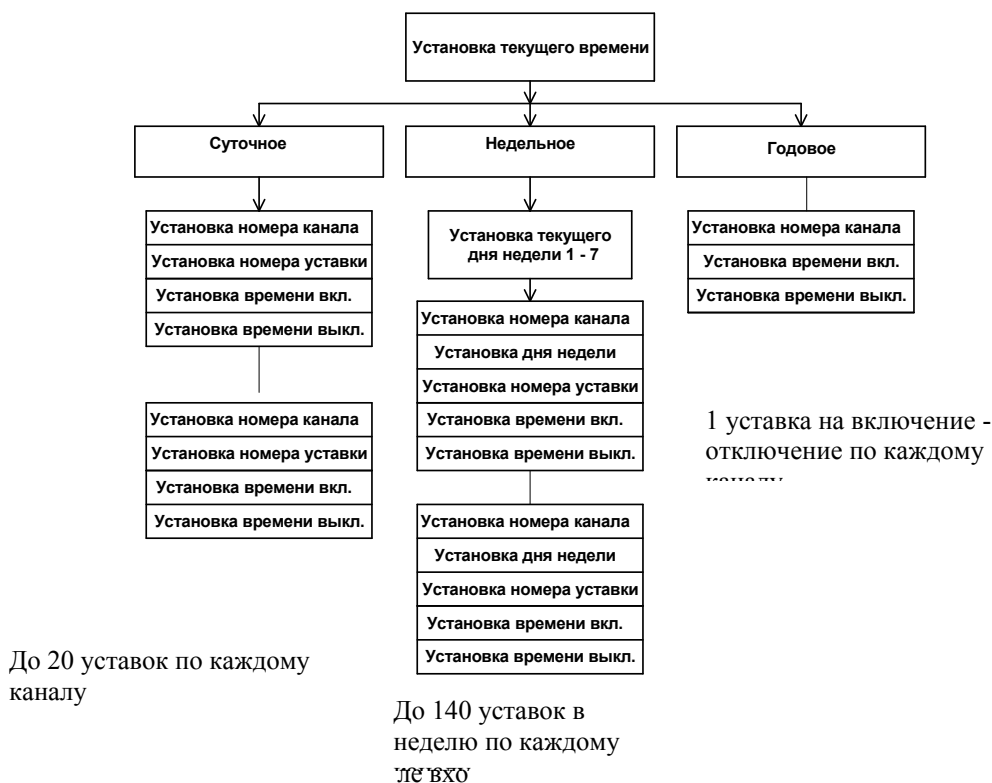 Установка текущего времени
Суточное
Недельное
Годовое
Установка номера канала
Установка номера уставки
Установка времени вкл.
Установка времени выкл.
Установка номера канала
Установка номера уставки
Установка времени вкл.
Установка времени выкл.
До 20 уставок по каждому
каналу
Установка текущего
дня недели 1 - 7
Установка номера канала
Установка дня недели
Установка номера уставки
Установка времени вкл.
Установка времени выкл.
Установка номера канала
Установка дня недели
Установка номера уставки
Установка времени вкл.
Установка времени выкл.
До 140 уставок в
неделю по каждому
Установка номера канала
Установка времени вкл.
Установка времени выкл.
1 уставка на включение -
отключение по каждому
каналу